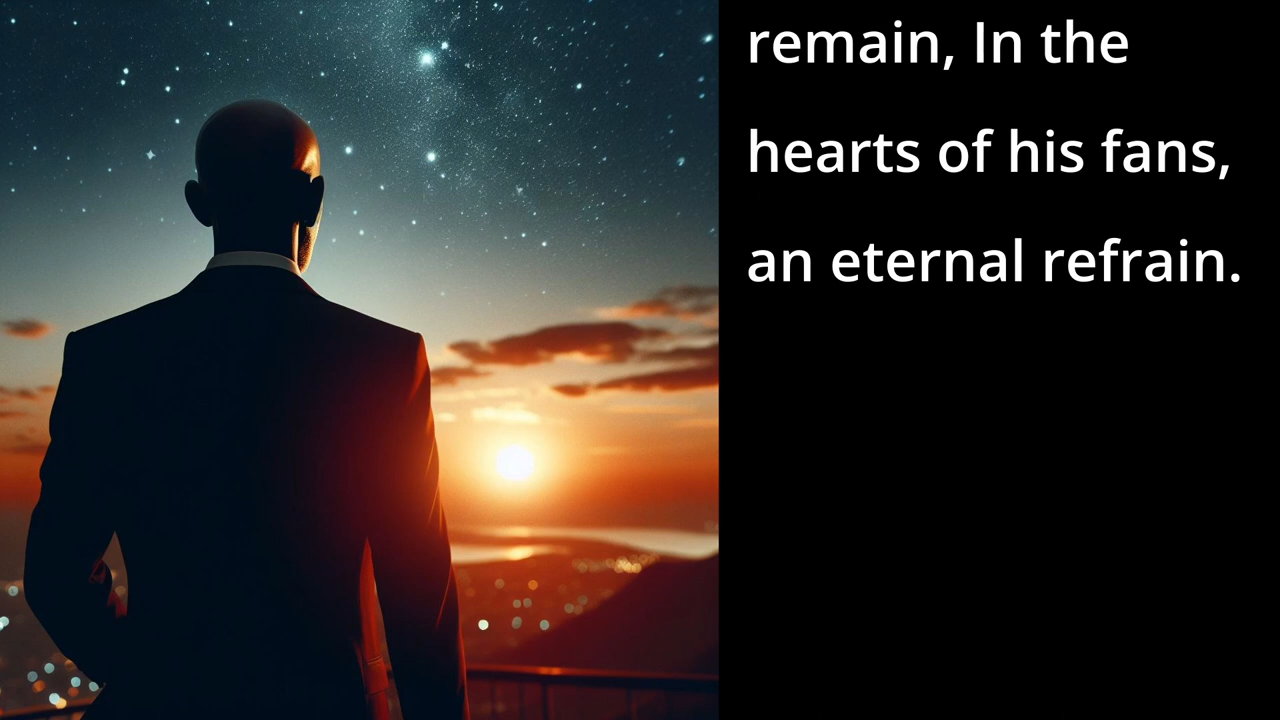 remain, In the
hearts of his fans,
an eternal refrain.